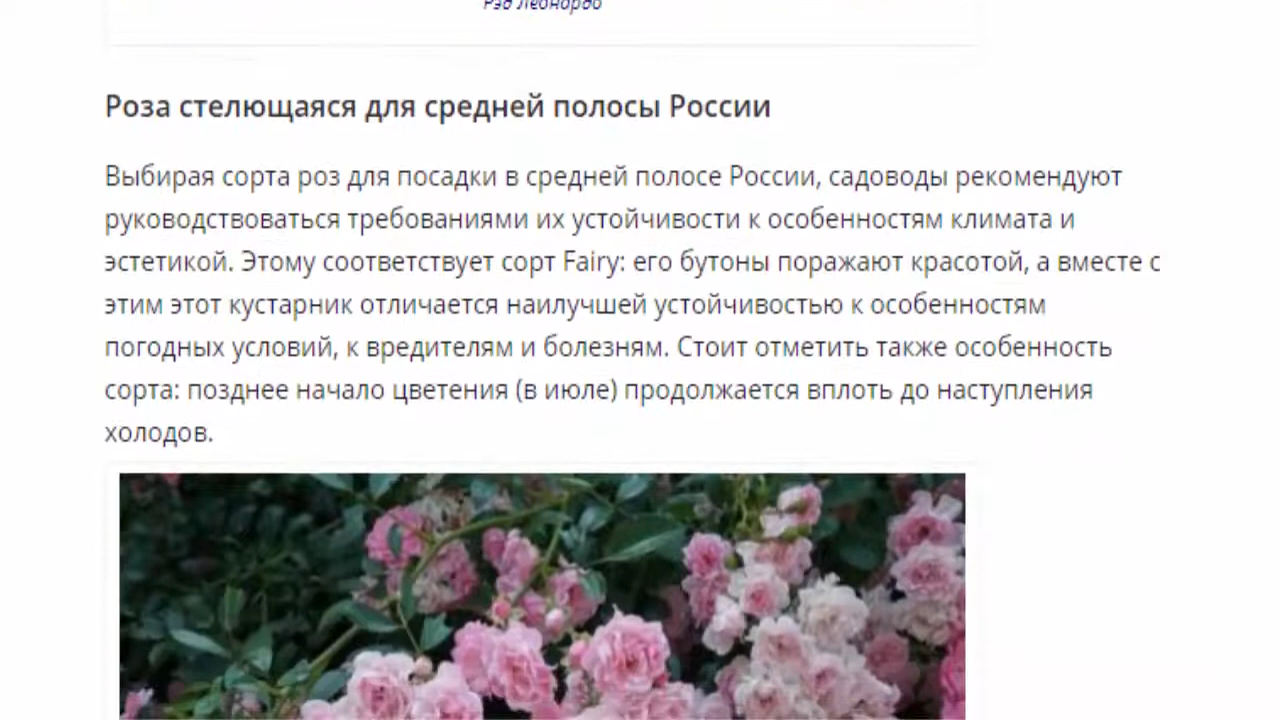 Рэд Леонардо
Роза стелющаяся для средней полосы России
Выбирая сорта роз для посадки в средней полосе России, садоводы рекомендуют
руководствоваться требованиями их устойчивости к особенностям климата и
эстетикой. Этому соответствует сорт Fairy: его бутоны поражают красотой, а вместе с
этим этот кустарник отличается наилучшей устойчивостью к особенностям
погодных условий, к вредителям и болезням. Стоит отметить также особенность
сорта: позднее начало цветения (в июле) продолжается вплоть до наступления
холодов.